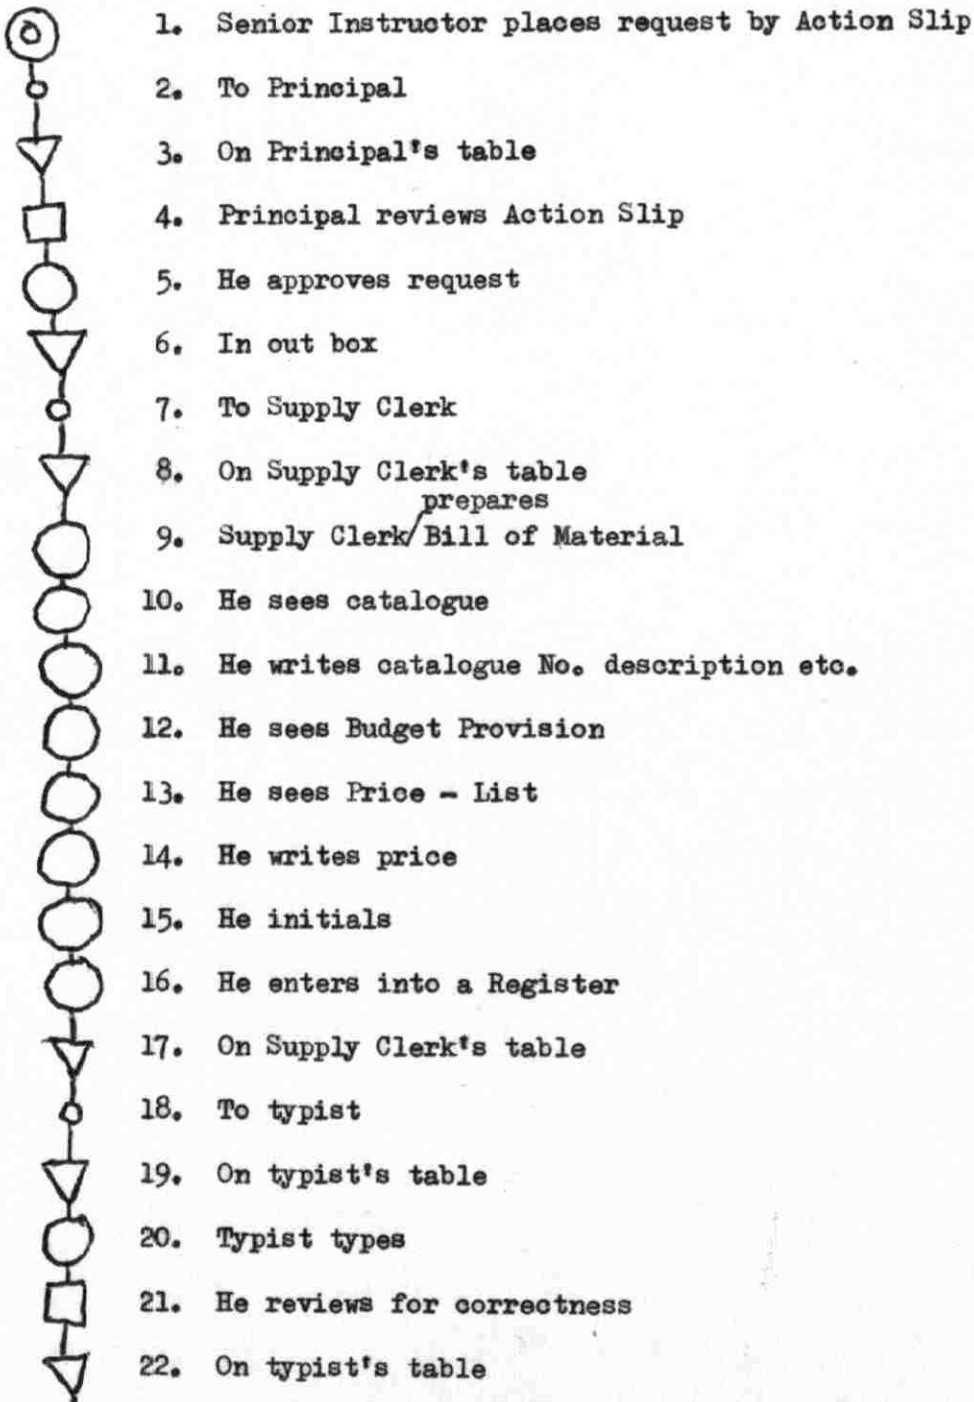 1. Senior Instructor places request by Action Slip
2. To Principal
3. On Principal's table
4. Principal reviews Action Slip
5. He approves request
6. In out box
7. To Supply Clerk
8. On Supply Clerk's table
prepares
9. Supply Clerk/Bill of Material
10. He sees catalogue
11. He writes catalogue No. description etc.
12. He sees Budget Provision
13. He sees Price - List
14. He writes price
15. He initials
16. He enters into a Register
17. On Supply Clerk's table
18. To typist
19. On typist's table
20. Typist types
21. He reviews for correctness
22. On typist's table